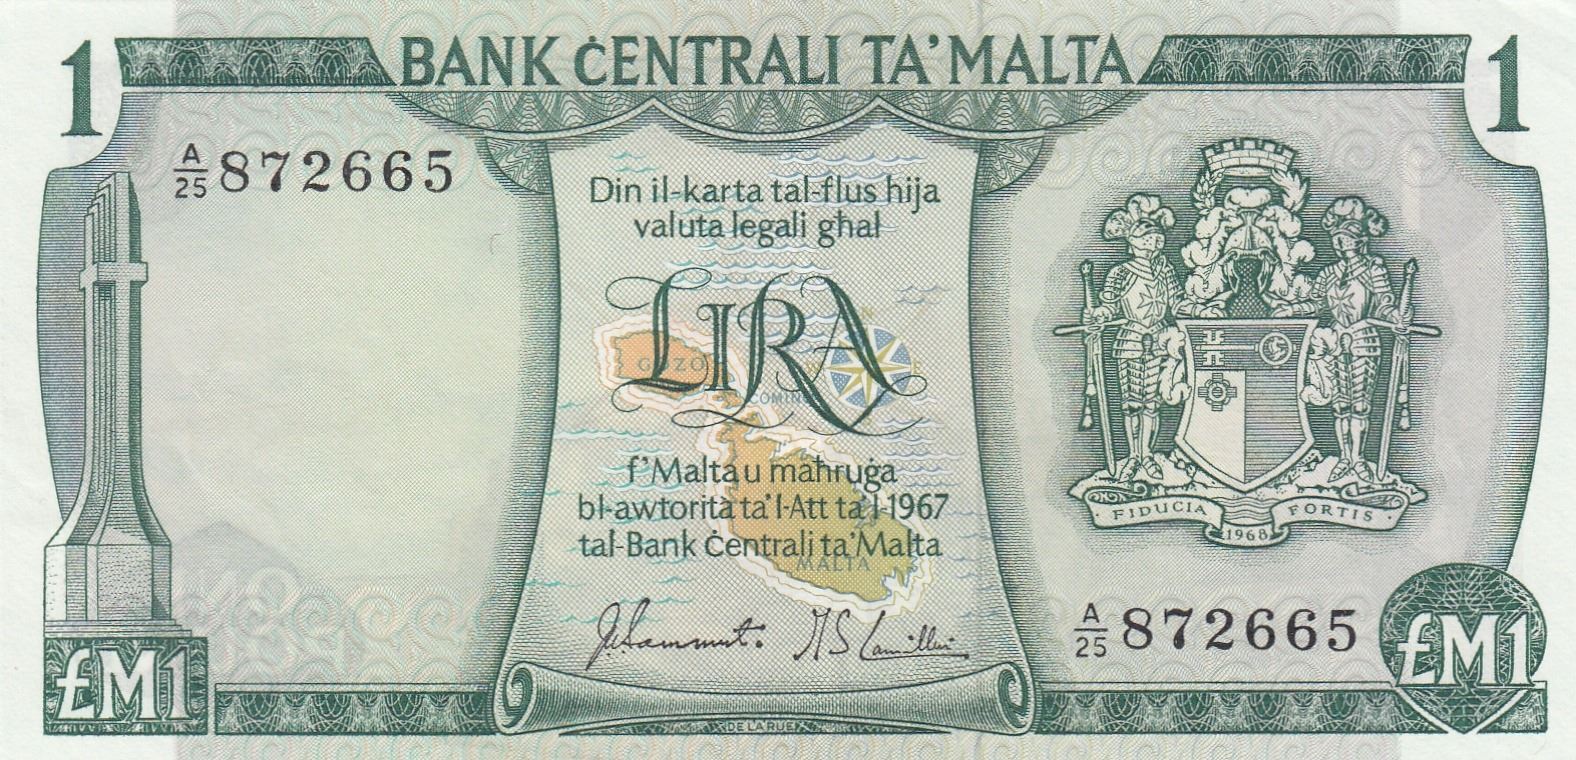 1 BANK ĊENTRALI TA' MALTA 1
A/25 872665
Din il-karta tal-flus hija
valuta legali għal
LIRA
GOZO
COMINO
f'Malta u maħruġa
bl-awtorità ta' l-Att ta' l-1967
tal-Bank Ċentrali ta' Malta
MALTA
FIDUCIA FORTIS
1968
A/25 872665
£M1
£M1
DE LA RUE